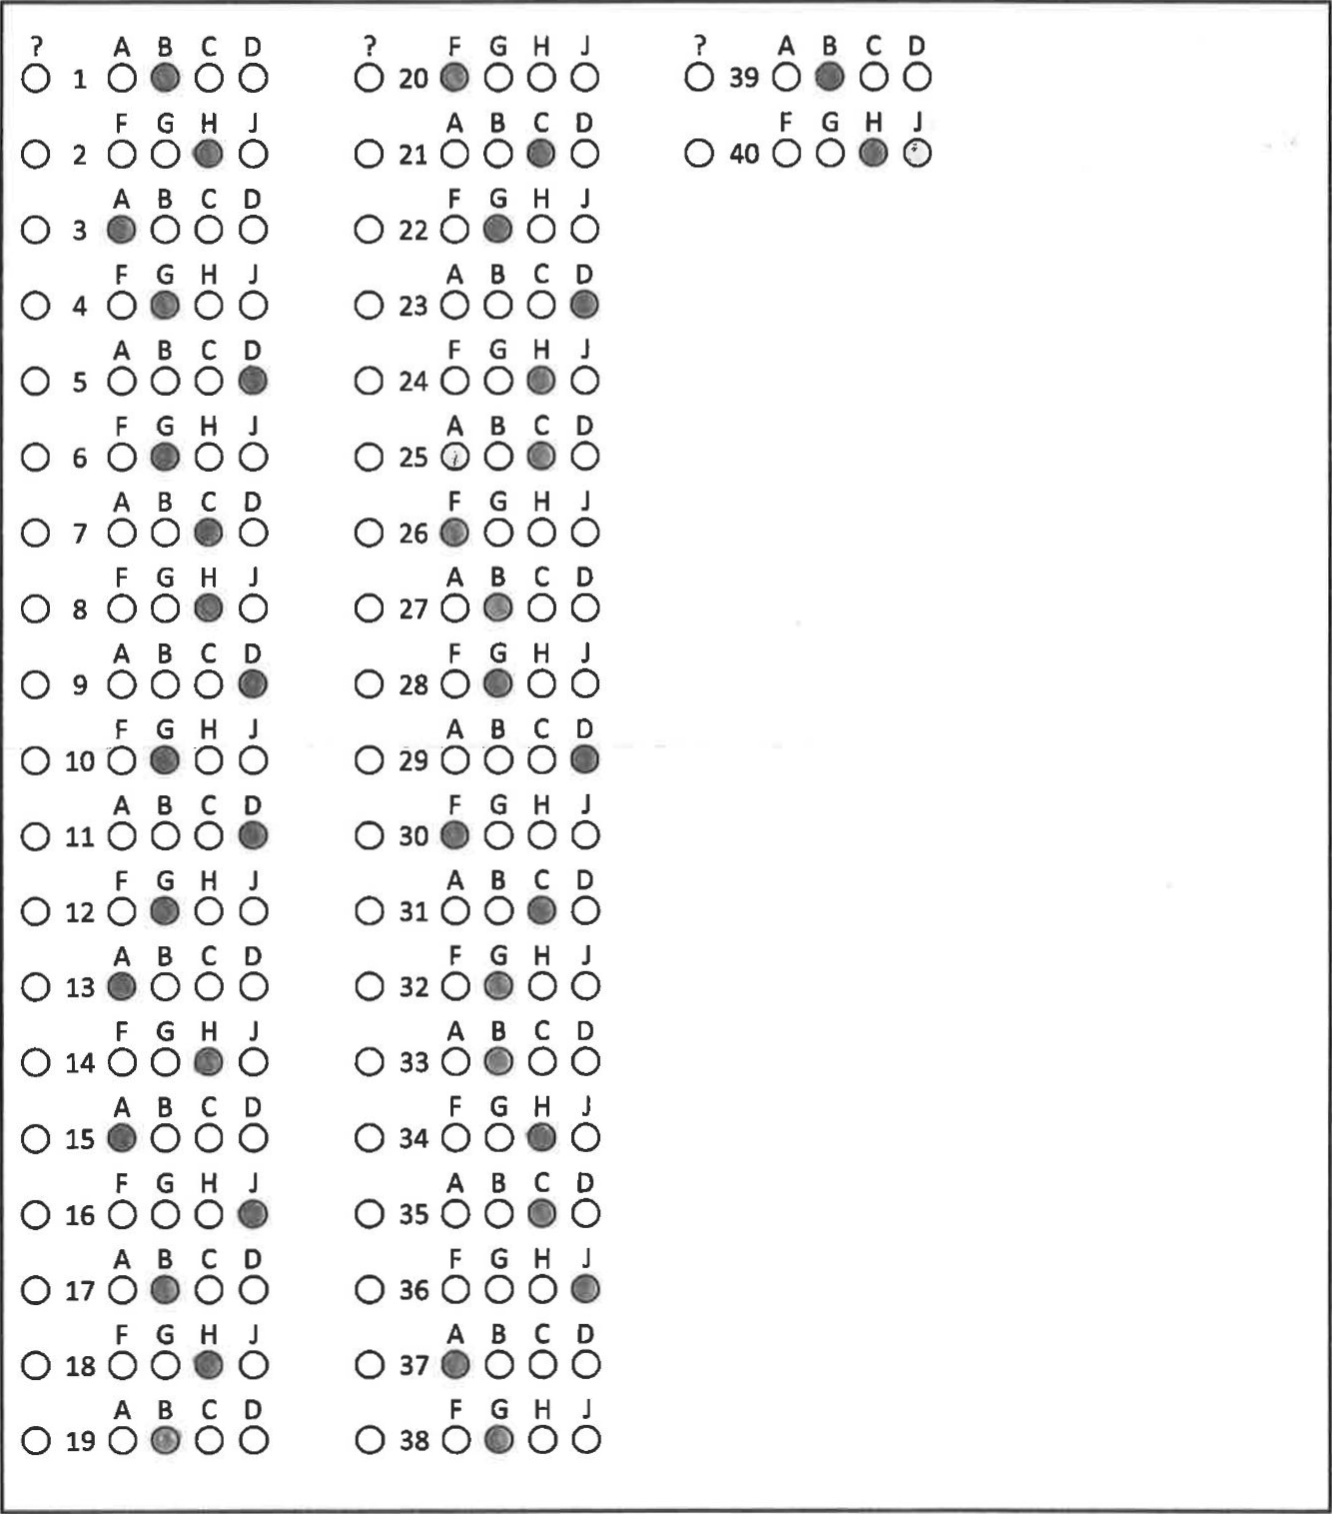 ? A B C D
1
F G H J
2
A B C D
3
F G H J
4
A B C D
5
F G H J
6
A B C D
7
F G H J
8
A B C D
9
F G H J
10
A B C D
11
F G H J
12
A B C D
13
F G H J
14
A B C D
15
F G H J
16
A B C D
17
F G H J
18
A B C D
19
? F G H J
20
A B C D
21
F G H J
22
A B C D
23
F G H J
24
A B C D
25
F G H J
26
A B C D
27
F G H J
28
A B C D
29
F G H J
30
A B C D
31
F G H J
32
A B C D
33
F G H J
34
A B C D
35
F G H J
36
A B C D
37
F G H J
38
? A B C D
39
F G H J
40